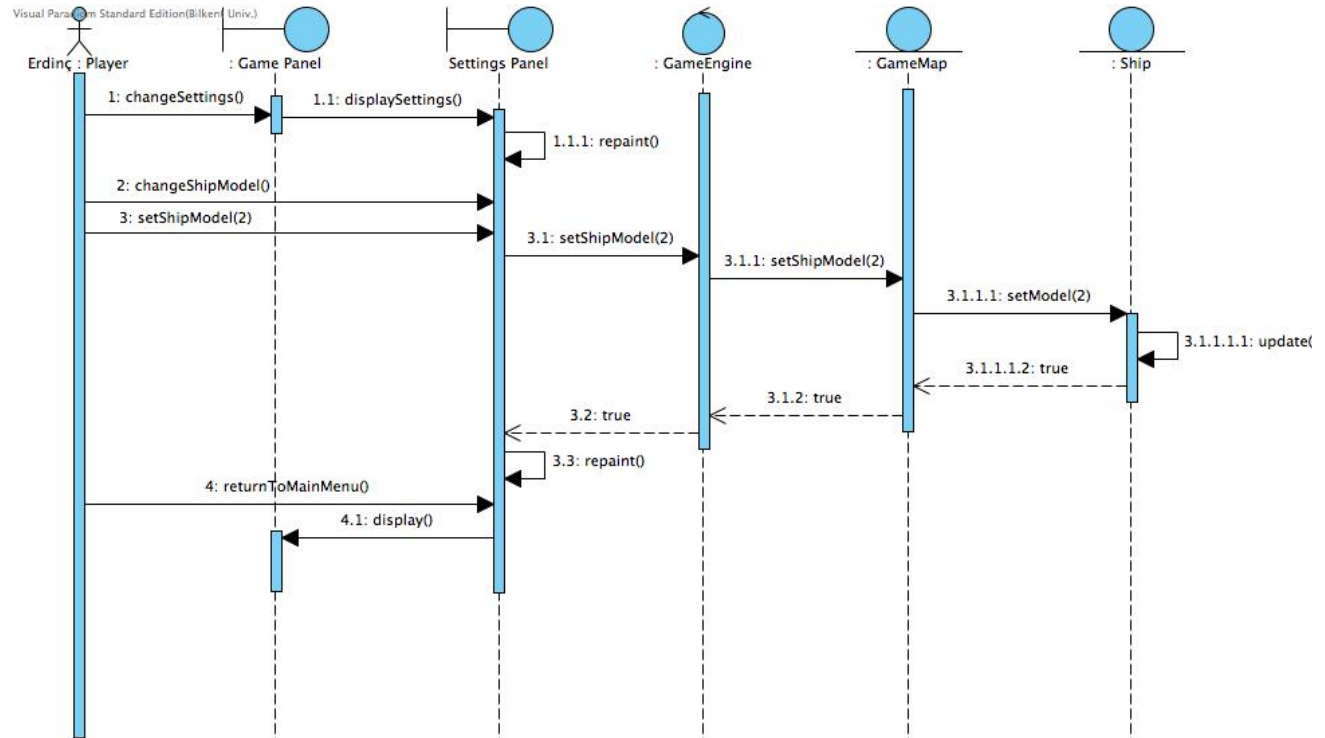 Visual Paradigm Standard Edition(Bilkent Univ.)
Erdinç : Player
: Game Panel
Settings Panel
: GameEngine
: GameMap
: Ship
1: changeSettings()
1.1: displaySettings()
1.1.1: repaint()
2: changeShipModel()
3: setShipModel(2)
3.1: setShipModel(2)
3.1.1: setShipModel(2)
3.1.1.1: setModel(2)
3.1.1.1.1: update(
3.1.1.1.2: true
3.1.2: true
3.2: true
3.3: repaint()
4: returnToMainMenu()
4.1: display()